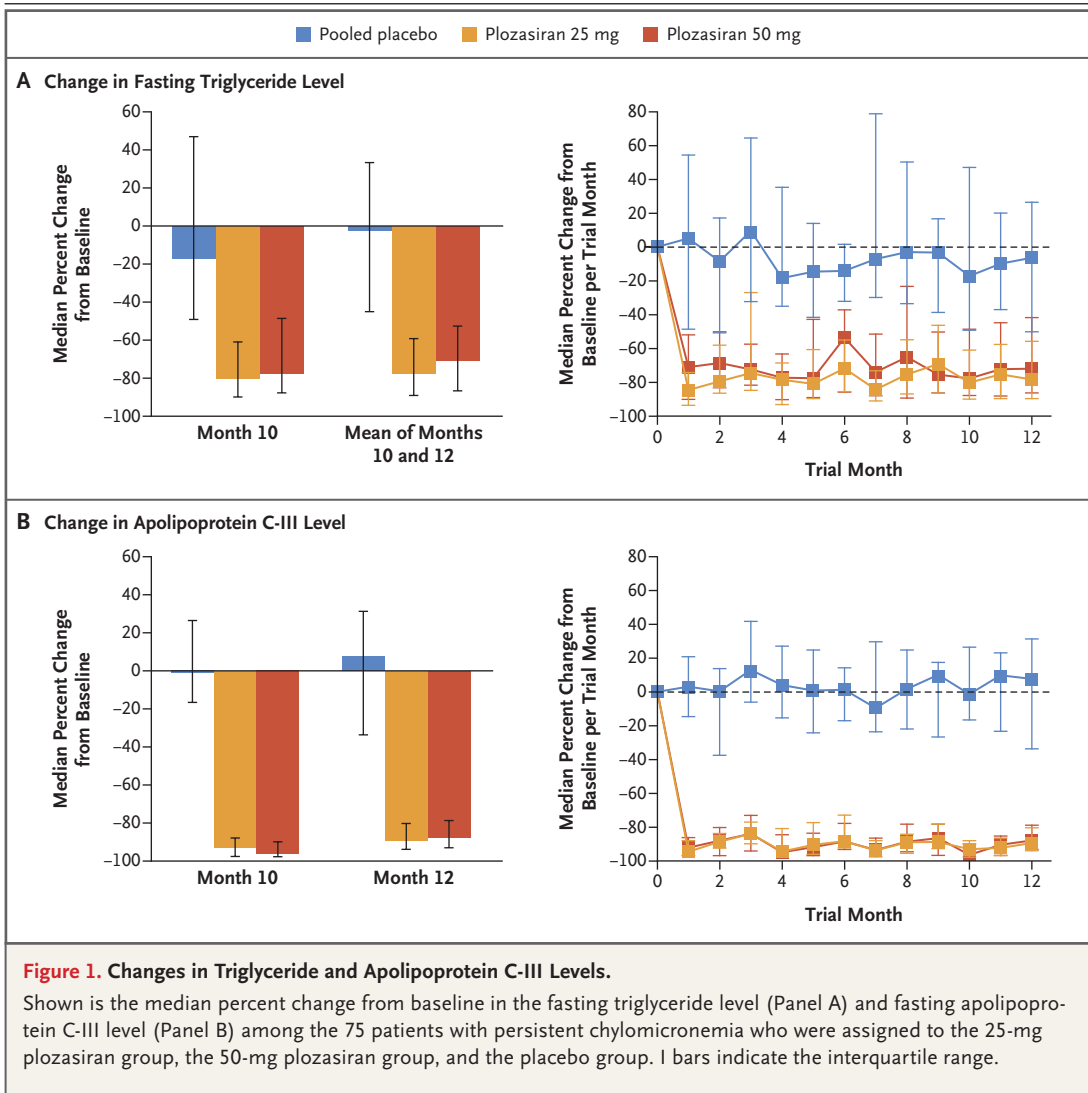 Pooled placebo Plozasiran 25 mg Plozasiran 50 mg
A Change in Fasting Triglyceride Level
Median Percent Change
from Baseline
60
40
20
0
−20
−40
−60
−80
−100
Month 10
Mean of Months
10 and 12
Median Percent Change from
Baseline per Trial Month
80
60
40
20
0
−20
−40
−60
−80
−100
0 2 4 6 8 10 12
Trial Month
B Change in Apolipoprotein C-III Level
Median Percent Change
from Baseline
60
40
20
0
−20
−40
−60
−80
−100
Month 10
Month 12
Median Percent Change from
Baseline per Trial Month
80
60
40
20
0
−20
−40
−60
−80
−100
0 2 4 6 8 10 12
Trial Month
Figure 1. Changes in Triglyceride and Apolipoprotein C-III Levels.
Shown is the median percent change from baseline in the fasting triglyceride level (Panel A) and fasting apolipopro-
tein C-III level (Panel B) among the 75 patients with persistent chylomicronemia who were assigned to the 25-mg
plozasiran group, the 50-mg plozasiran group, and the placebo group. I bars indicate the interquartile range.